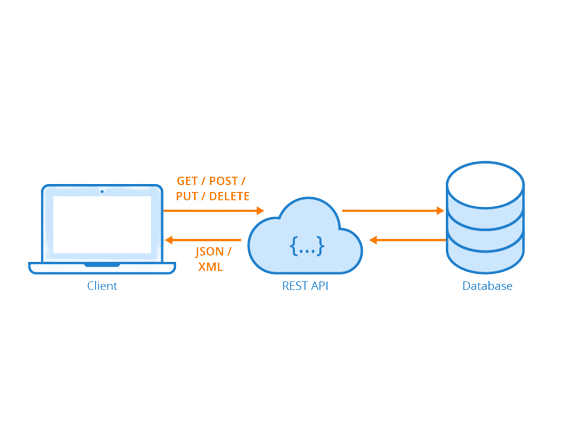 GET / POST /
PUT / DELETE
{...}
JSON /
XML
Client
REST API
Database